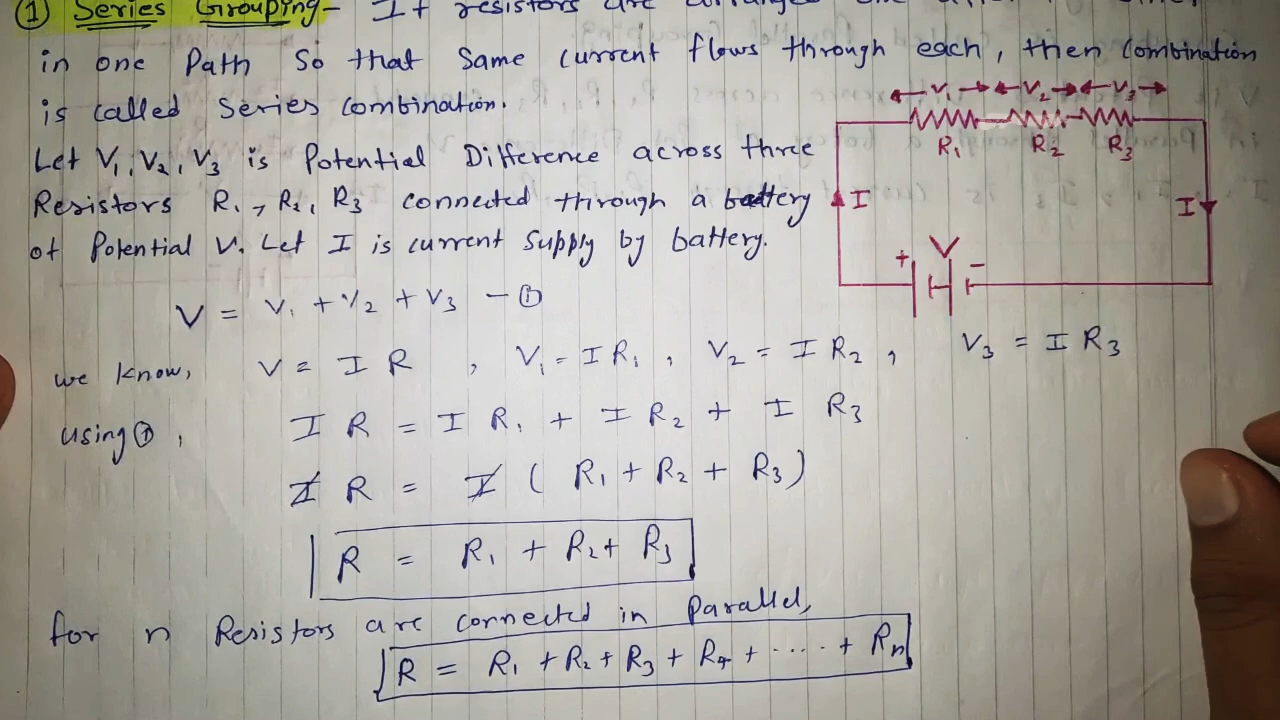 ① Series Grouping - If resistors are arranged one after other
in one Path So that Same current flows through each, then Combination
is called Series Combination.
Let V₁, V₂, V₃ is Potential Difference across three
Resistors R₁, R₂, R₃ connected through a battery
of Potential V. Let I is current Supply by battery.
V₁ V₂ V₃
R₁ R₂ R₃
I I
+ V -
V = V₁ + V₂ + V₃ - ①
we know, V = I R , V₁ = I R₁ , V₂ = I R₂ , V₃ = I R₃
using ① , I R = I R₁ + I R₂ + I R₃
I R = I ( R₁ + R₂ + R₃ )
R = R₁ + R₂ + R₃
for n Resistors are connected in Parallel,
R = R₁ + R₂ + R₃ + R₄ + ..... + Rₙ